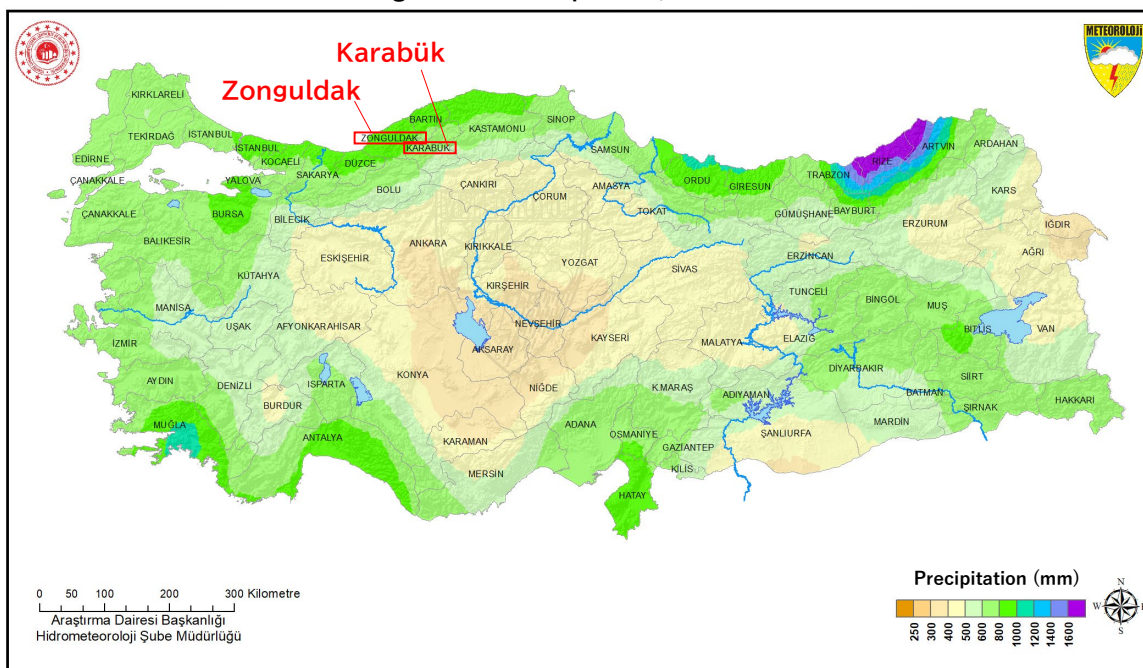 METEOROLOJİ
Karabük
Zonguldak
KIRKLARELİ
TEKİRDAĞ
İSTANBUL
EDİRNE
ÇANAKKALE
İSTANBUL
KOCAELİ
YALOVA
SAKARYA
DÜZCE
ZONGULDAK
BARTIN
KARABÜK
KASTAMONU
SİNOP
SAMSUN
ORDU
GİRESUN
TRABZON
RİZE
ARTVİN
ARDAHAN
ÇANAKKALE
BURSA
BİLECİK
BOLU
ÇANKIRI
ÇORUM
AMASYA
TOKAT
GÜMÜŞHANE
BAYBURT
ERZURUM
KARS
IĞDIR
BALIKESİR
KÜTAHYA
ESKİŞEHİR
ANKARA
KIRIKKALE
YOZGAT
SİVAS
ERZİNCAN
AĞRI
MANİSA
UŞAK
AFYONKARAHİSAR
KIRŞEHİR
NEVŞEHİR
KAYSERİ
MALATYA
ELAZIĞ
TUNCELİ
BİNGÖL
MUŞ
BİTLİS
VAN
İZMİR
AYDIN
DENİZLİ
ISPARTA
BURDUR
KONYA
AKSARAY
NİĞDE
K.MARAŞ
ADIYAMAN
DİYARBAKIR
BATMAN
SİİRT
ŞIRNAK
HAKKARİ
MUĞLA
ANTALYA
KARAMAN
MERSİN
ADANA
OSMANİYE
GAZİANTEP
KİLİS
HATAY
ŞANLIURFA
MARDİN
0 50 100 200 300 Kilometre
Araştırma Dairesi Başkanlığı
Hidrometeoroloji Şube Müdürlüğü
Precipitation (mm)
250 300 400 500 600 800 1000 1200 1400 1600
N
W E
S